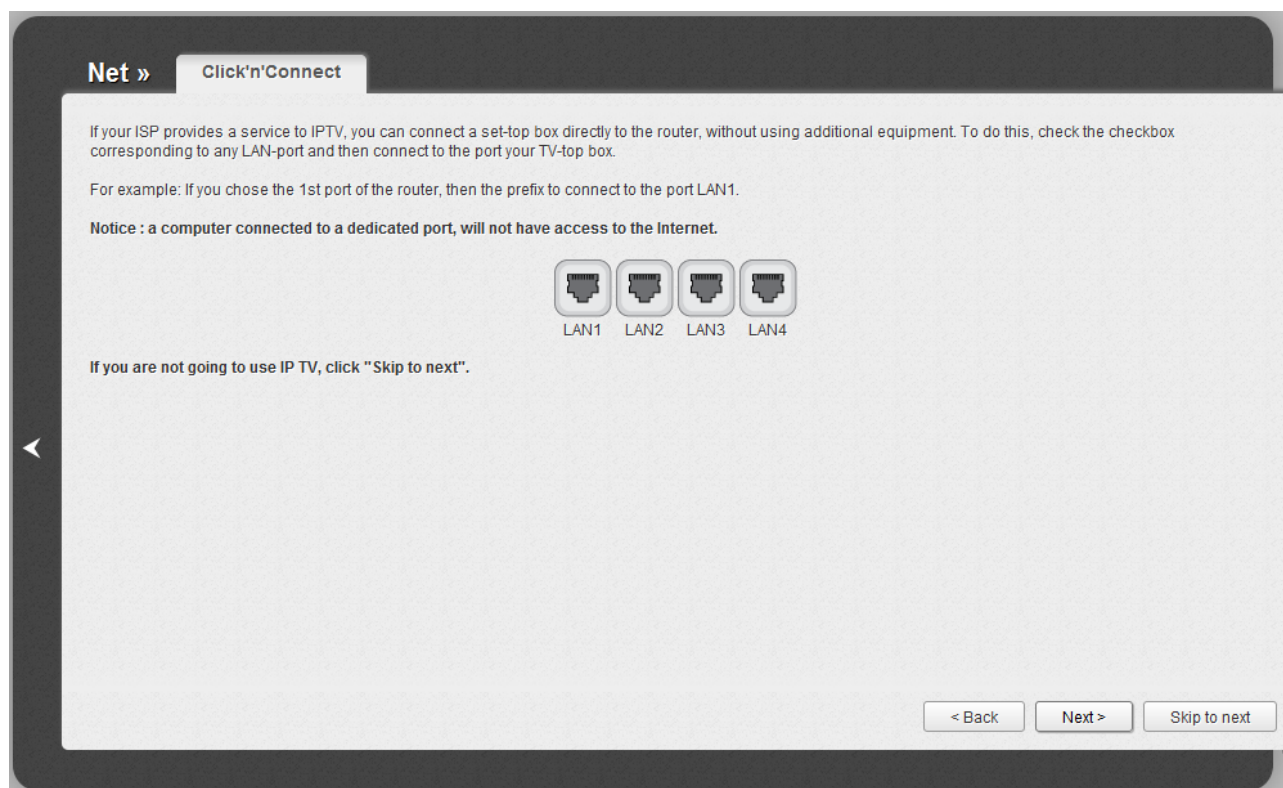 Net »
Click'n'Connect
If your ISP provides a service to IPTV, you can connect a set-top box directly to the router, without using additional equipment. To do this, check the checkbox
corresponding to any LAN-port and then connect to the port your TV-top box.
For example: If you chose the 1st port of the router, then the prefix to connect to the port LAN1.
Notice : a computer connected to a dedicated port, will not have access to the Internet.
LAN1 LAN2 LAN3 LAN4
If you are not going to use IP TV, click "Skip to next".
< Back Next > Skip to next